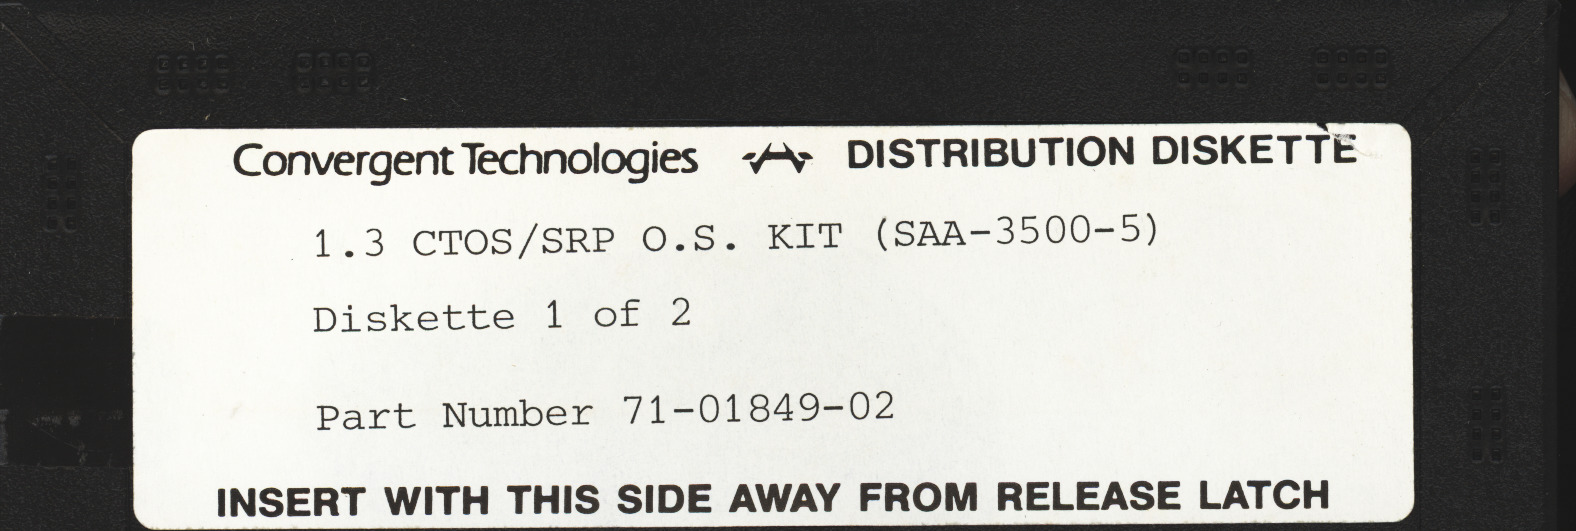 Convergent Technologies DISTRIBUTION DISKETTE
1.3 CTOS/SRP O.S. KIT (SAA-3500-5)
Diskette 1 of 2
Part Number 71-01849-02
INSERT WITH THIS SIDE AWAY FROM RELEASE LATCH